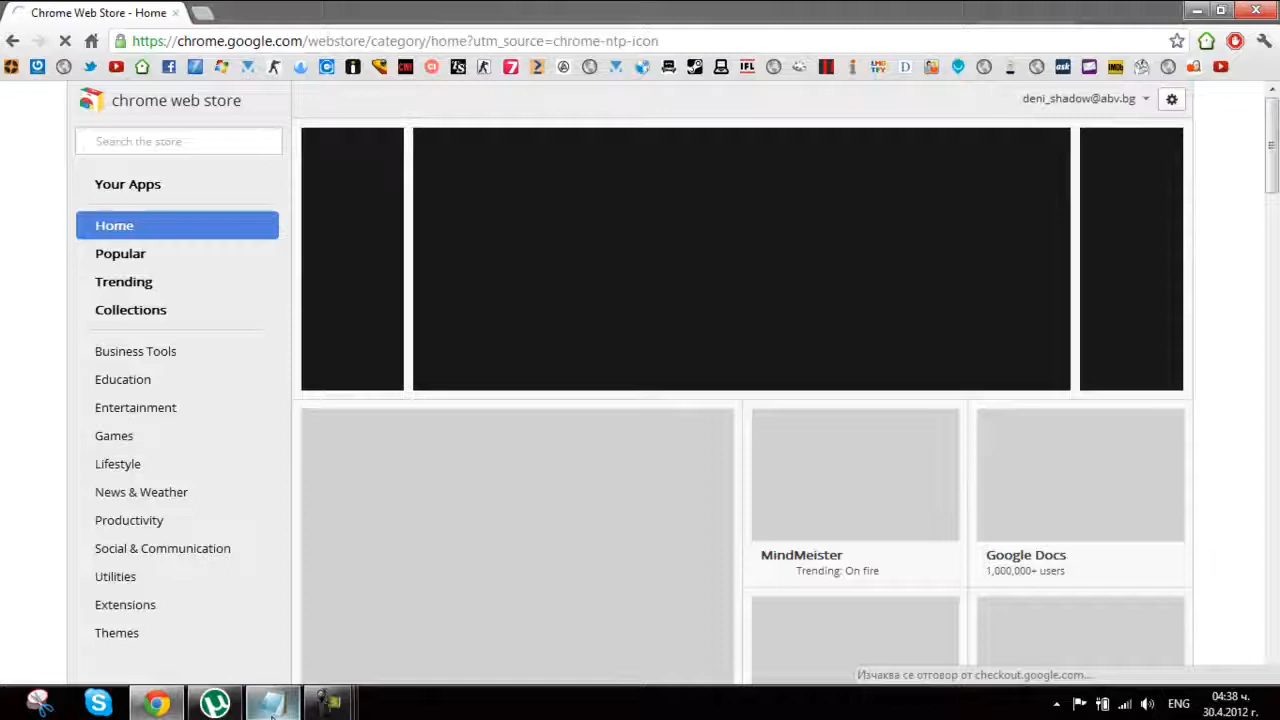 Chrome Web Store - Home
https://chrome.google.com/webstore/category/home?utm_source=chrome-ntp-icon
chrome web store
deni_shadow@abv.bg
Search the store
Your Apps
Home
Popular
Trending
Collections
Business Tools
Education
Entertainment
Games
Lifestyle
News & Weather
Productivity
Social & Communication
Utilities
Extensions
Themes
MindMeister
Trending: On fire
Google Docs
1,000,000+ users
Изчаква се отговор от checkout.google.com...
ENG
04:38 ч.
30.4.2012 г.